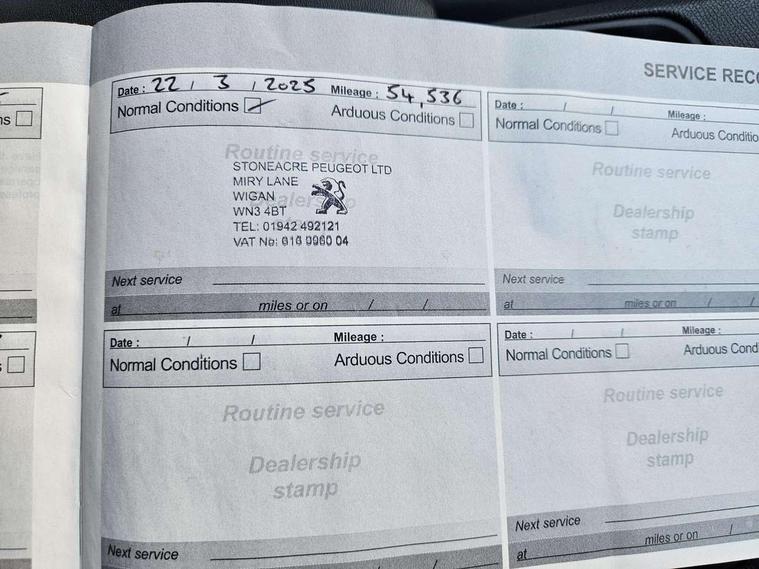 SERVICE REC
Date : 22 / 3 / 2025 Mileage : 54,536
Normal Conditions Arduous Conditions
Routine service
STONEACRE PEUGEOT LTD
MIRY LANE
WIGAN
WN3 4BT
TEL: 01942 492121
VAT No:
Next service
at miles or on / /
Date : / / Mileage :
Normal Conditions Arduous Conditio
Routine service
Dealership
stamp
Next service
at miles or on / /
Date : / / Mileage :
Normal Conditions Arduous Conditions
Routine service
Dealership
stamp
Next service
Date : / / Mileage :
Normal Conditions Arduous Cond
Routine service
Dealership
stamp
Next service
at miles or on /